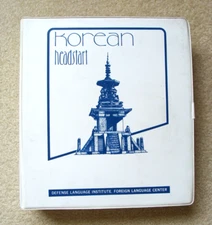 Korean
headstart
DEFENSE LANGUAGE INSTITUTE, FOREIGN LANGUAGE CENTER